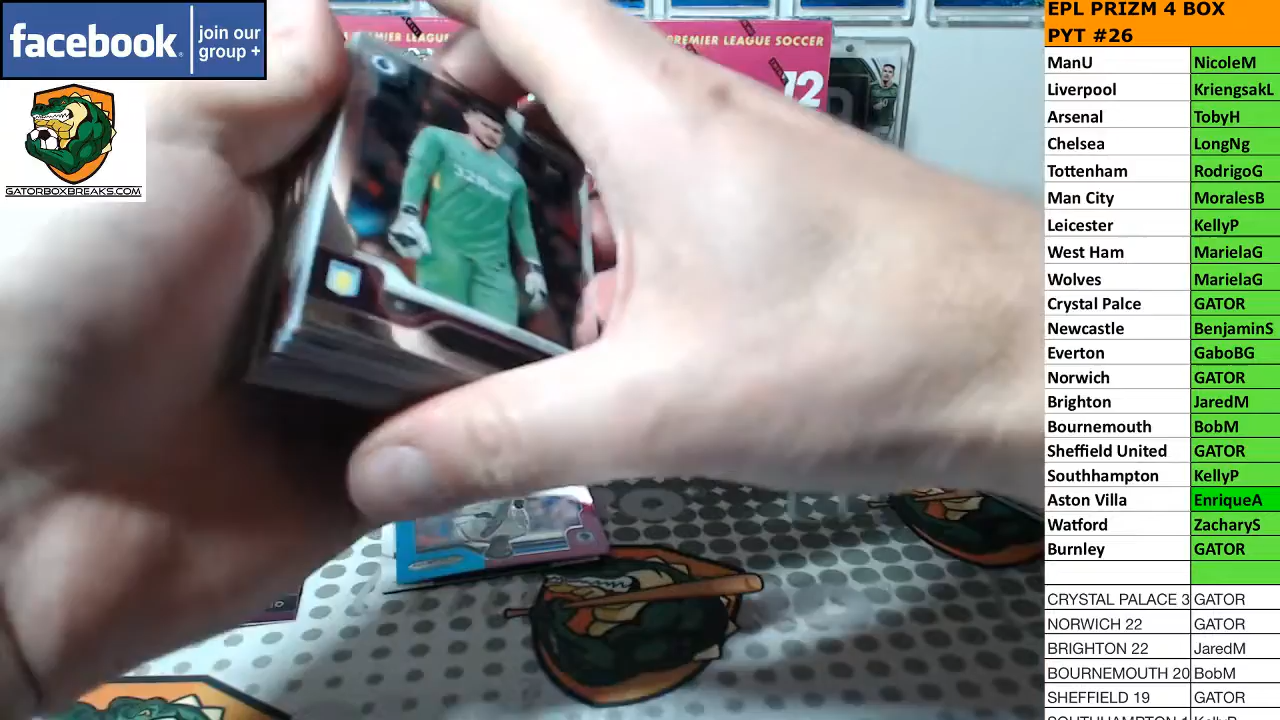 facebook
join our
group +
GATORBOXBREAKS.COM
PREMIER LEAGUE SOCCER
12
EPL PRIZM 4 BOX
PYT #26
ManU NicoleM
Liverpool KriengsakL
Arsenal TobyH
Chelsea LongNg
Tottenham RodrigoG
Man City MoralesB
Leicester KellyP
West Ham MarielaG
Wolves MarielaG
Crystal Palce GATOR
Newcastle BenjaminS
Everton GaboBG
Norwich GATOR
Brighton JaredM
Bournemouth BobM
Sheffield United GATOR
Southhampton KellyP
Aston Villa EnriqueA
Watford ZacharyS
Burnley GATOR
CRYSTAL PALACE 3 GATOR
NORWICH 22 GATOR
BRIGHTON 22 JaredM
BOURNEMOUTH 20 BobM
SHEFFIELD 19 GATOR